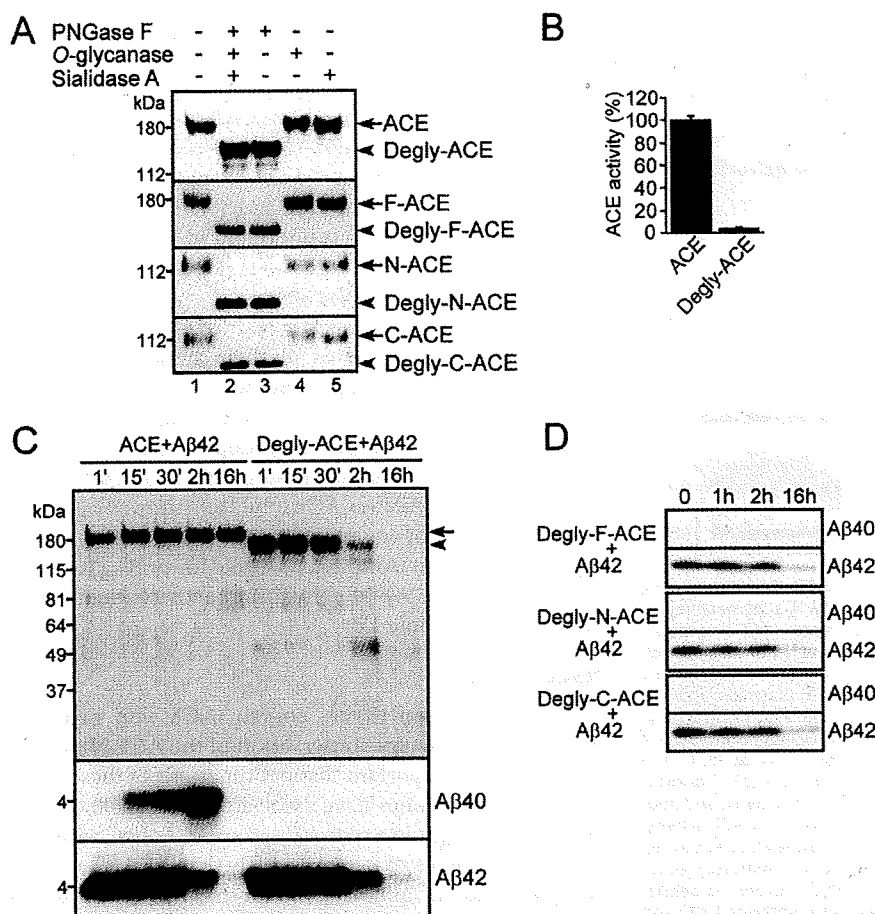 A
PNGase F - + + - -
O-glycanase - + - + -
Sialidase A - + - - +
kDa
180
112
ACE
Degly-ACE
180
F-ACE
Degly-F-ACE
112
N-ACE
Degly-N-ACE
112
C-ACE
Degly-C-ACE
1 2 3 4 5
B
ACE activity (%)
120
100
80
60
40
20
0
ACE
Degly-ACE
C
ACE+Aβ42 Degly-ACE+Aβ42
1' 15' 30' 2h 16h 1' 15' 30' 2h 16h
kDa
180
115
81
64
49
37
4 Aβ40
4 Aβ42
D
0 1h 2h 16h
Degly-F-ACE
+
Aβ42
Aβ40
Aβ42
Degly-N-ACE
+
Aβ42
Aβ40
Aβ42
Degly-C-ACE
+
Aβ42
Aβ40
Aβ42